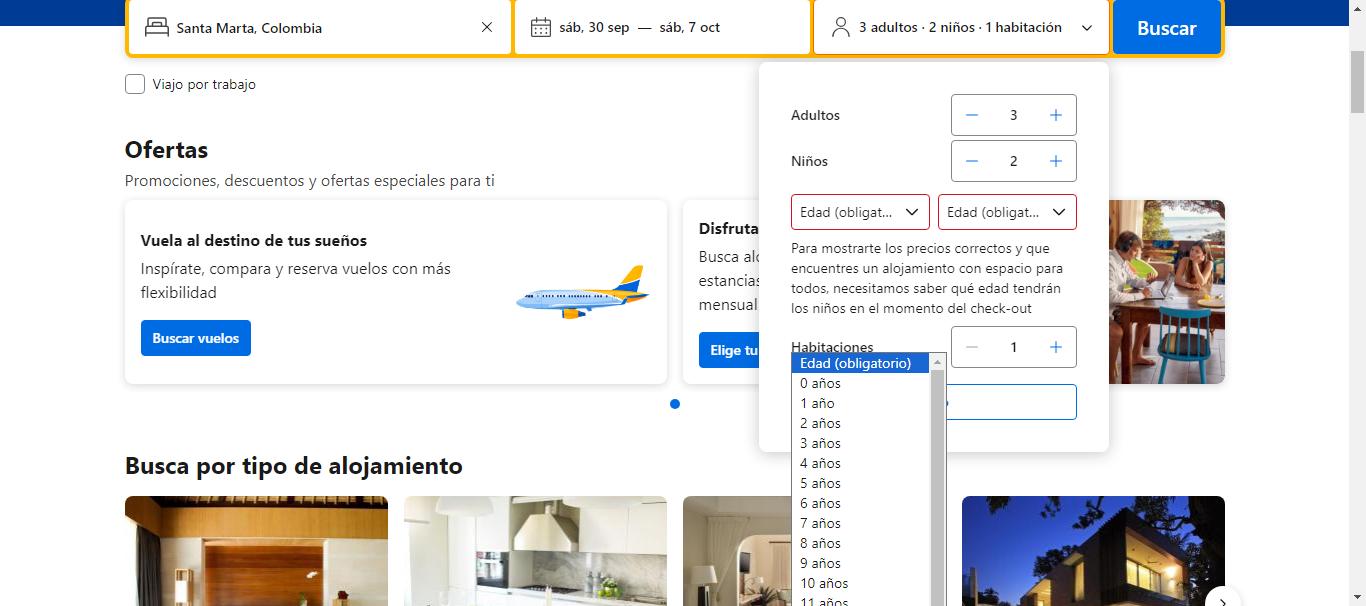 Santa Marta, Colombia
sáb, 30 sep — sáb, 7 oct
3 adultos · 2 niños · 1 habitación
Buscar
Viajo por trabajo
Adultos
3
Niños
2
Edad (obligat...
Edad (obligat...
Para mostrarte los precios correctos y que
encuentres un alojamiento con espacio para
todos, necesitamos saber qué edad tendrán
los niños en el momento del check-out
Habitaciones
1
Edad (obligatorio)
0 años
1 año
2 años
3 años
4 años
5 años
6 años
7 años
8 años
9 años
10 años
11 años
Ofertas
Promociones, descuentos y ofertas especiales para ti
Vuela al destino de tus sueños
Inspírate, compara y reserva vuelos con más
flexibilidad
Buscar vuelos
Disfruta
Busca
estancias
mensual
Elige tu
Busca por tipo de alojamiento